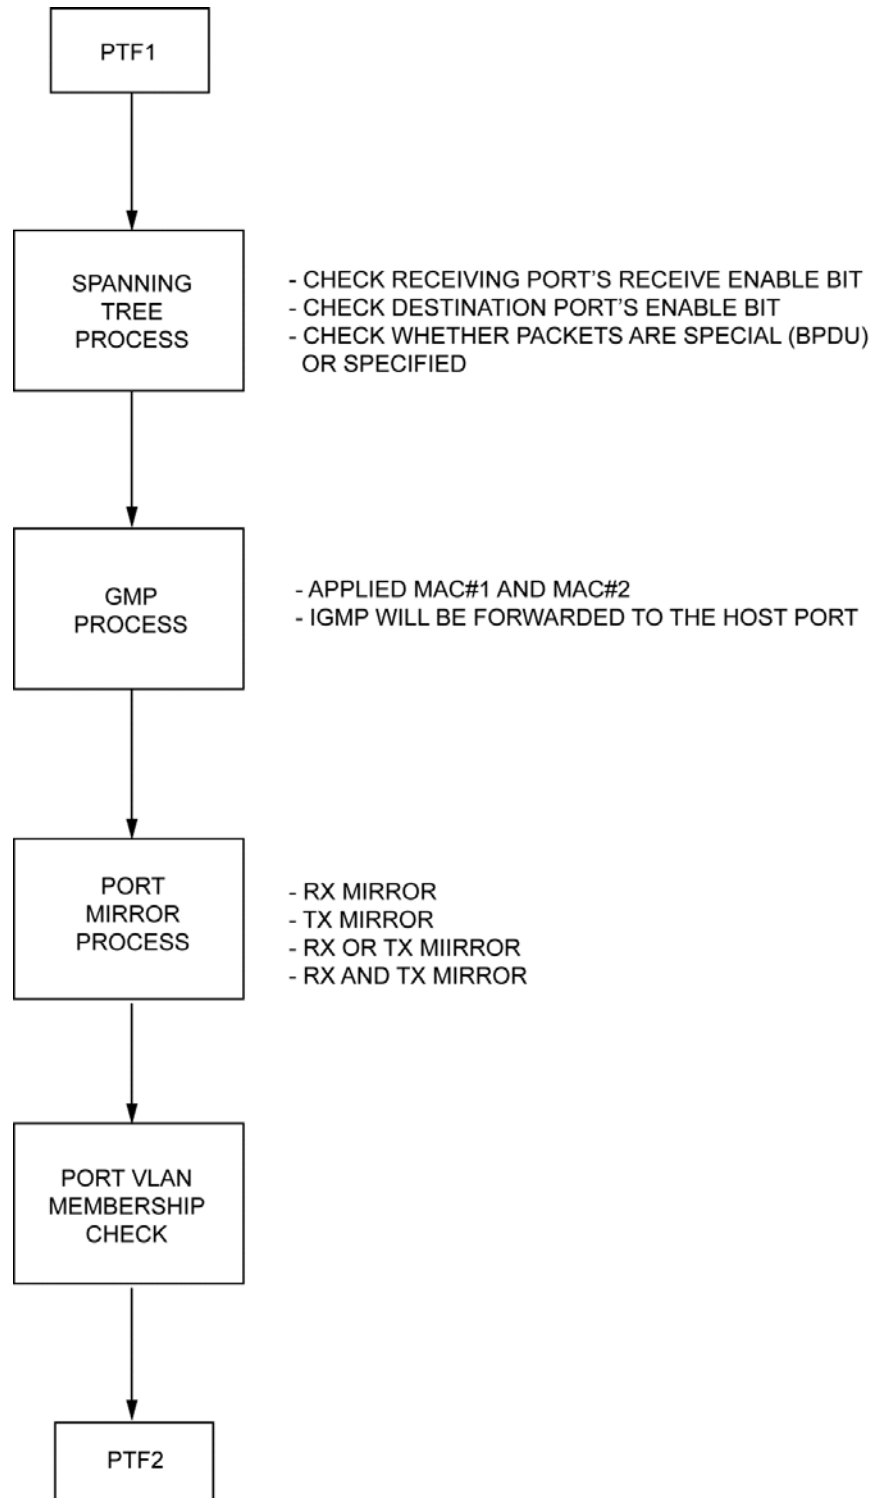 PTF1
SPANNING
TREE
PROCESS
- CHECK RECEIVING PORT'S RECEIVE ENABLE BIT
- CHECK DESTINATION PORT'S ENABLE BIT
- CHECK WHETHER PACKETS ARE SPECIAL (BPDU)
OR SPECIFIED
GMP
PROCESS
- APPLIED MAC#1 AND MAC#2
- IGMP WILL BE FORWARDED TO THE HOST PORT
PORT
MIRROR
PROCESS
- RX MIRROR
- TX MIRROR
- RX OR TX MIIRROR
- RX AND TX MIRROR
PORT VLAN
MEMBERSHIP
CHECK
PTF2